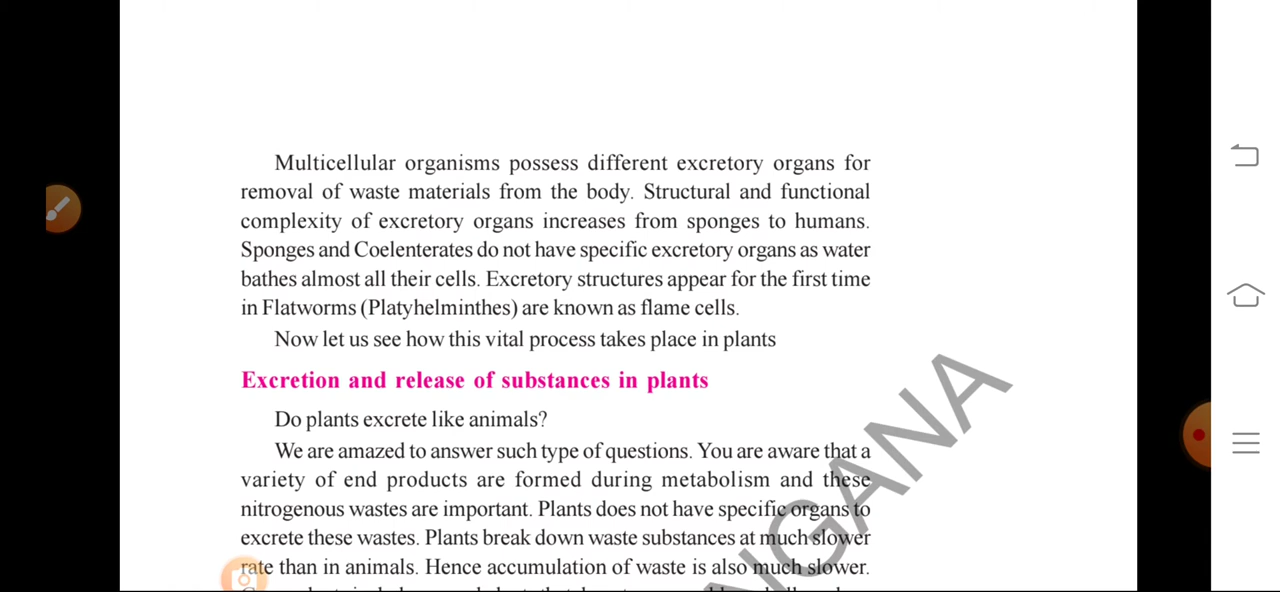 Multicellular organisms possess different excretory organs for
removal of waste materials from the body. Structural and functional
complexity of excretory organs increases from sponges to humans.
Sponges and Coelenterates do not have specific excretory organs as water
bathes almost all their cells. Excretory structures appear for the first time
in Flatworms (Platyhelminthes) are known as flame cells.
Now let us see how this vital process takes place in plants
Excretion and release of substances in plants
Do plants excrete like animals?
We are amazed to answer such type of questions. You are aware that a
variety of end products are formed during metabolism and these
nitrogenous wastes are important. Plants does not have specific organs to
excrete these wastes. Plants break down waste substances at much slower
rate than in animals. Hence accumulation of waste is also much slower.
NGANA